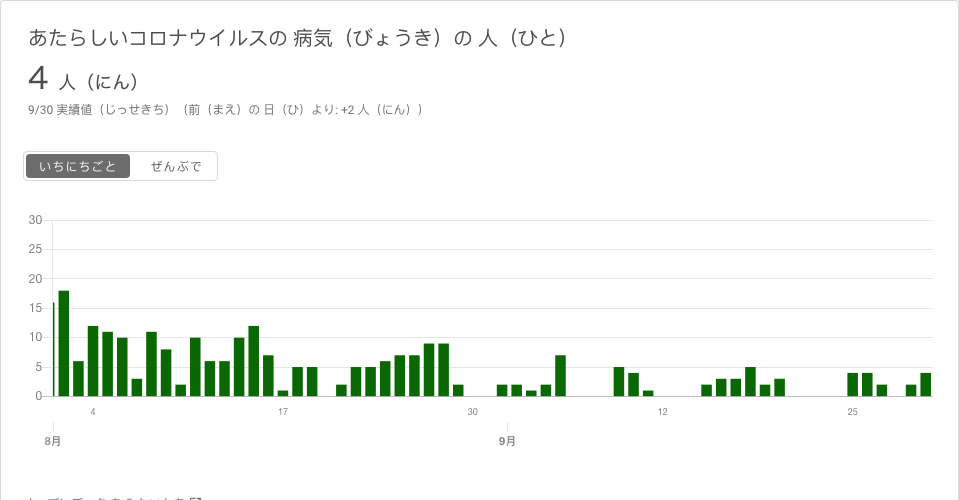 あたらしいコロナウイルスの 病気（びょうき）の 人（ひと）
4 人（にん）
9/30 実績値（じっせきち）（前（まえ）の 日（ひ）より: +2 人（にん））
いちにちごと ぜんぶで
30
25
20
15
10
5
0
4 17 30 12 25
8月 9月